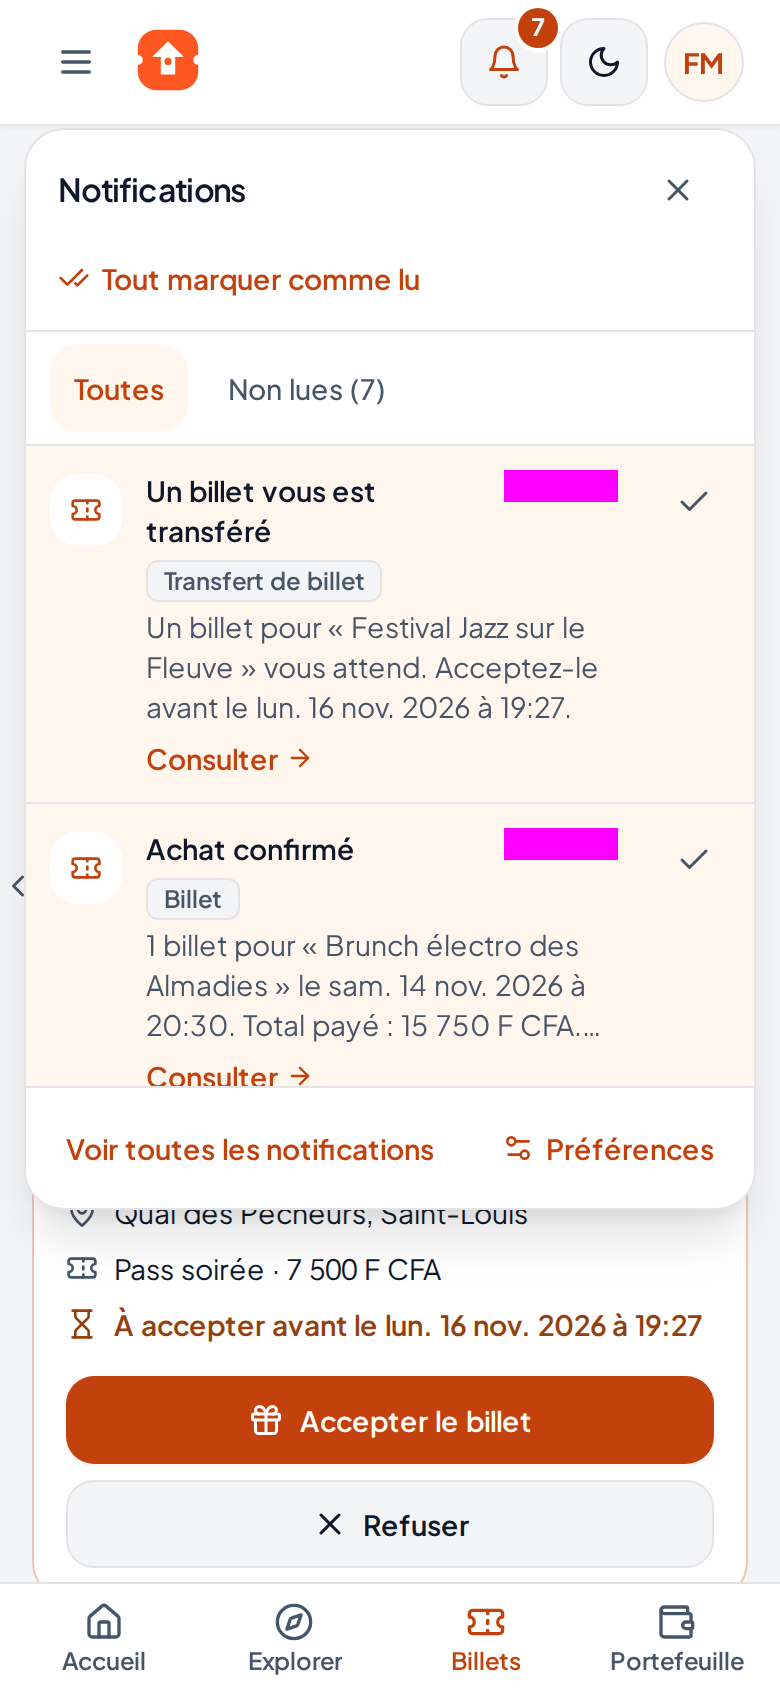 7
FM
Notifications
Tout marquer comme lu
Toutes
Non lues (7)
Un billet vous est
transféré
Transfert de billet
Un billet pour « Festival Jazz sur le
Fleuve » vous attend. Acceptez-le
avant le lun. 16 nov. 2026 à 19:27.
Consulter →
Achat confirmé
Billet
1 billet pour « Brunch électro des
Almadies » le sam. 14 nov. 2026 à
20:30. Total payé : 15 750 F CFA.…
Consulter →
Voir toutes les notifications
Préférences
Quai des Pêcheurs, Saint-Louis
Pass soirée · 7 500 F CFA
À accepter avant le lun. 16 nov. 2026 à 19:27
Accepter le billet
Refuser
Accueil
Explorer
Billets
Portefeuille